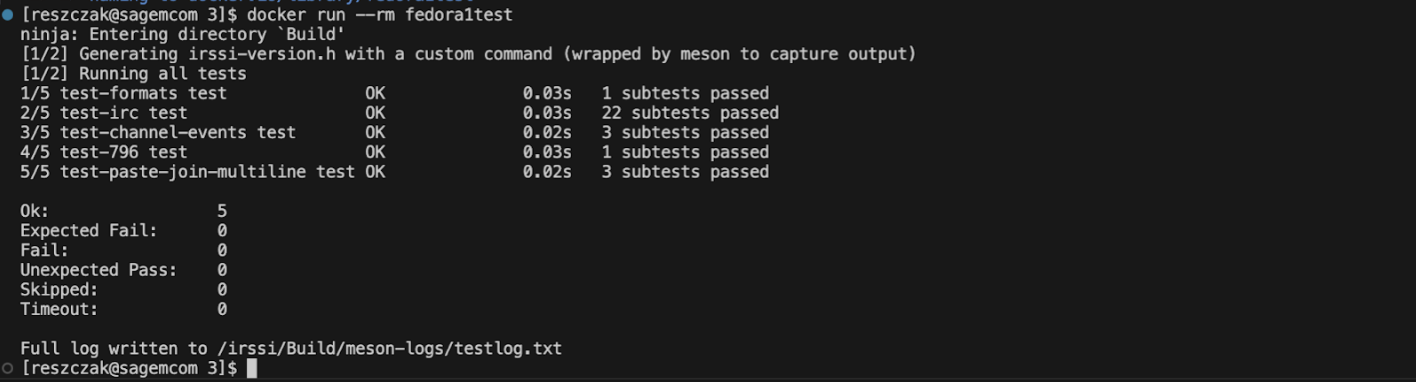 [reszczak@sagemcom 3]$ docker run --rm fedora1test
ninja: Entering directory `Build'
[1/2] Generating irssi-version.h with a custom command (wrapped by meson to capture output)
[1/2] Running all tests
1/5 test-formats test              OK              0.03s   1 subtests passed
2/5 test-irc test                  OK              0.03s   22 subtests passed
3/5 test-channel-events test       OK              0.02s   3 subtests passed
4/5 test-796 test                  OK              0.03s   1 subtests passed
5/5 test-paste-join-multiline test OK              0.02s   3 subtests passed

Ok:                 5
Expected Fail:      0
Fail:               0
Unexpected Pass:    0
Skipped:            0
Timeout:            0

Full log written to /irssi/Build/meson-logs/testlog.txt
[reszczak@sagemcom 3]$